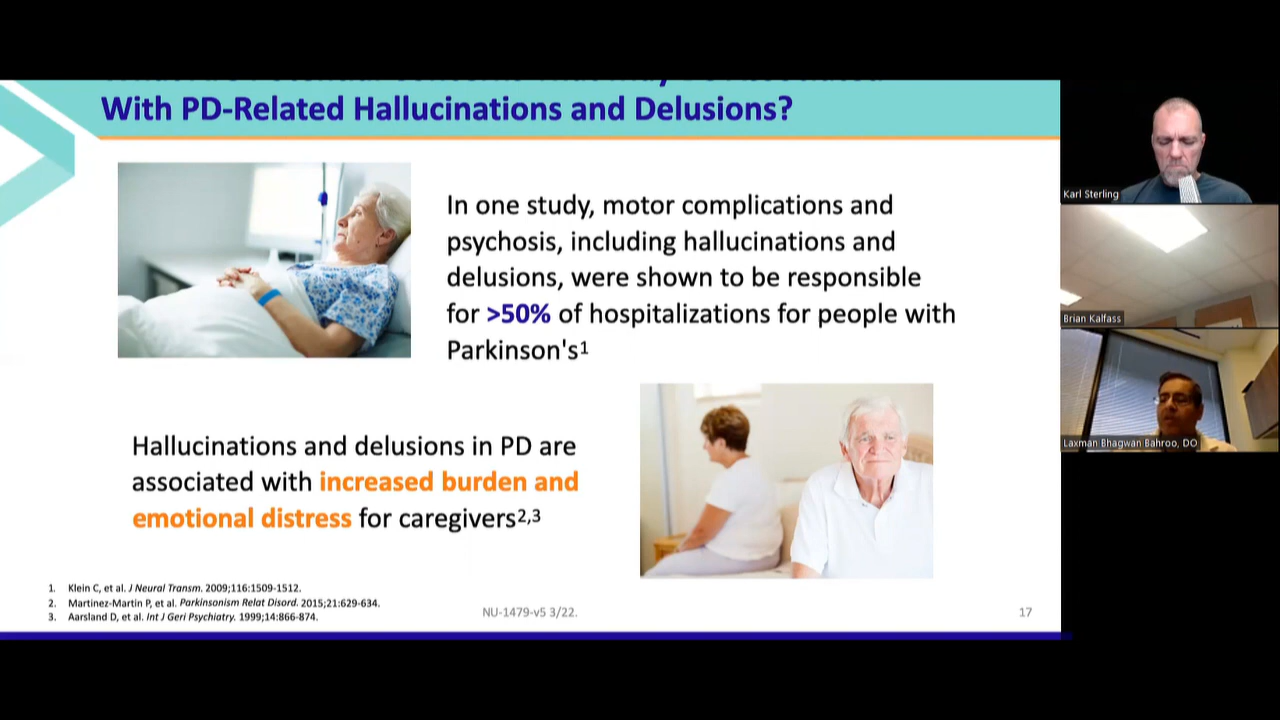 With PD-Related Hallucinations and Delusions?
In one study, motor complications and
psychosis, including hallucinations and
delusions, were shown to be responsible
for >50% of hospitalizations for people with
Parkinson's1
Hallucinations and delusions in PD are
associated with increased burden and
emotional distress for caregivers2,3
1. Klein C, et al. J Neural Transm. 2009;116:1509-1512.
2. Martinez-Martin P, et al. Parkinsonism Relat Disord. 2015;21:629-634.
3. Aarsland D, et al. Int J Geri Psychiatry. 1999;14:866-874.
NU-1479-v5 3/22.
17
Karl Sterling
Brian Kalfass
Laxman Bhagwan Bahroo, DO